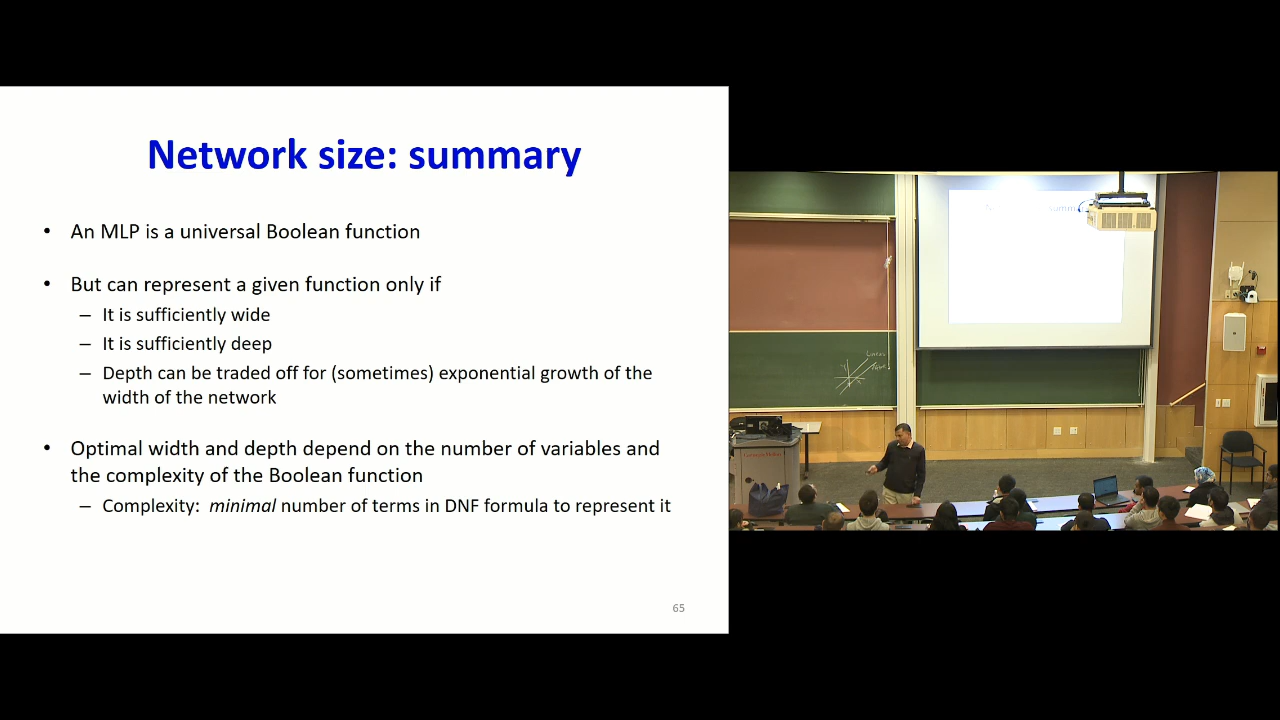 Network size: summary
• An MLP is a universal Boolean function
• But can represent a given function only if
– It is sufficiently wide
– It is sufficiently deep
– Depth can be traded off for (sometimes) exponential growth of the
width of the network
• Optimal width and depth depend on the number of variables and
the complexity of the Boolean function
– Complexity: minimal number of terms in DNF formula to represent it
65
Carnegie Mellon